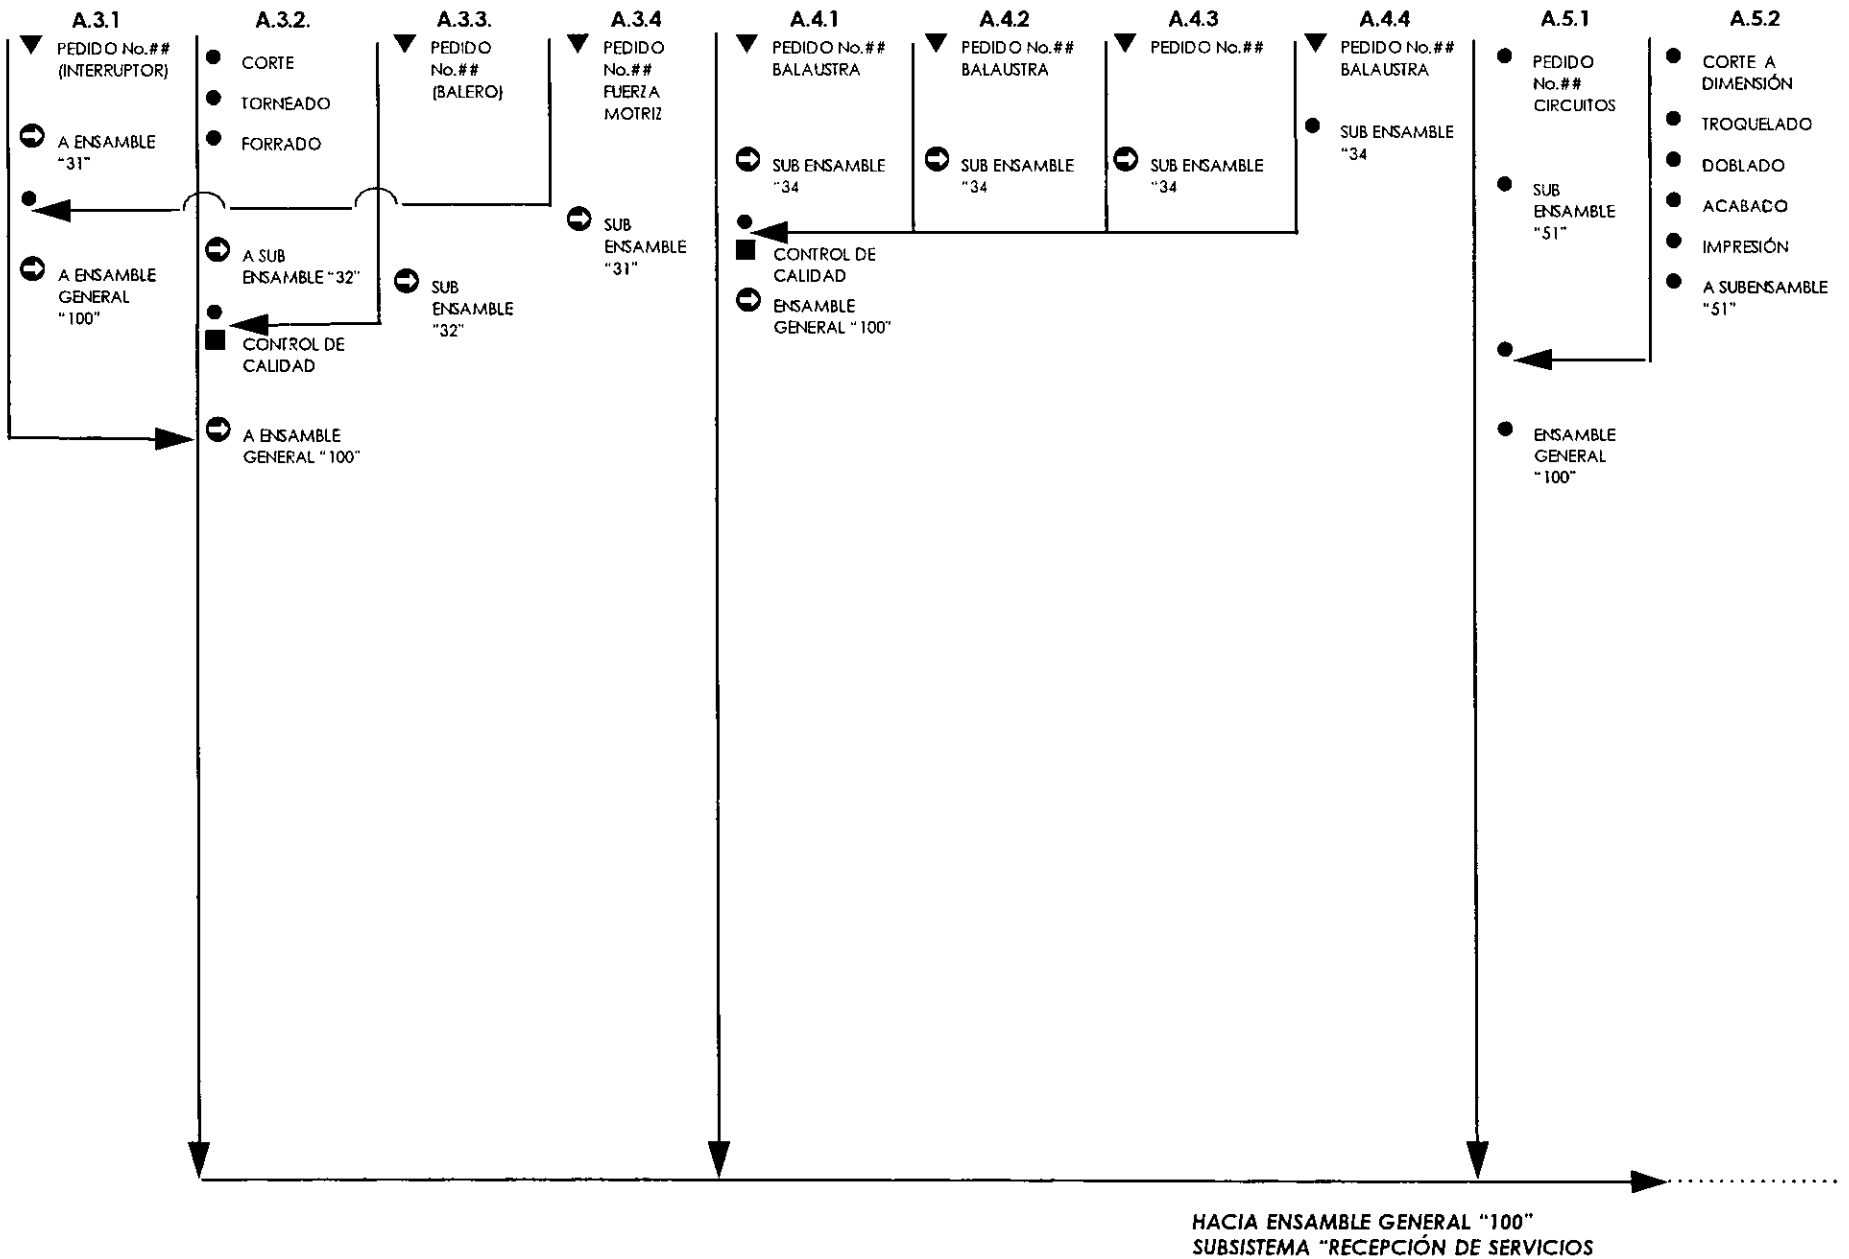 A.3.1
PEDIDO No.##
(INTERRUPTOR)
A ENSAMBLE
"31"
A ENSAMBLE
GENERAL
"100"
A.3.2.
CORTE
TORNEADO
FORRADO
A SUB
ENSAMBLE "32"
CONTROL DE
CALIDAD
A ENSAMBLE
GENERAL "100"
A.3.3.
PEDIDO
No.##
(BALERO)
SUB
ENSAMBLE
"32"
A.3.4
PEDIDO
No.##
FUERZA
MOTRIZ
SUB
ENSAMBLE
"31"
A.4.1
PEDIDO No.##
BALAUSTRA
SUB ENSAMBLE
"34
CONTROL DE
CALIDAD
ENSAMBLE
GENERAL "100"
A.4.2
PEDIDO No.##
BALAUSTRA
SUB ENSAMBLE
"34
A.4.3
PEDIDO No.##
SUB ENSAMBLE
"34
A.4.4
PEDIDO No.##
BALAUSTRA
SUB ENSAMBLE
"34
A.5.1
PEDIDO
No.##
CIRCUITOS
SUB
ENSAMBLE
"51"
ENSAMBLE
GENERAL
"100"
A.5.2
CORTE A
DIMENSIÓN
TROQUELADO
DOBLADO
ACABADO
IMPRESIÓN
A SUBENSAMBLE
"51"
HACIA ENSAMBLE GENERAL "100"
SUBSISTEMA "RECEPCIÓN DE SERVICIOS